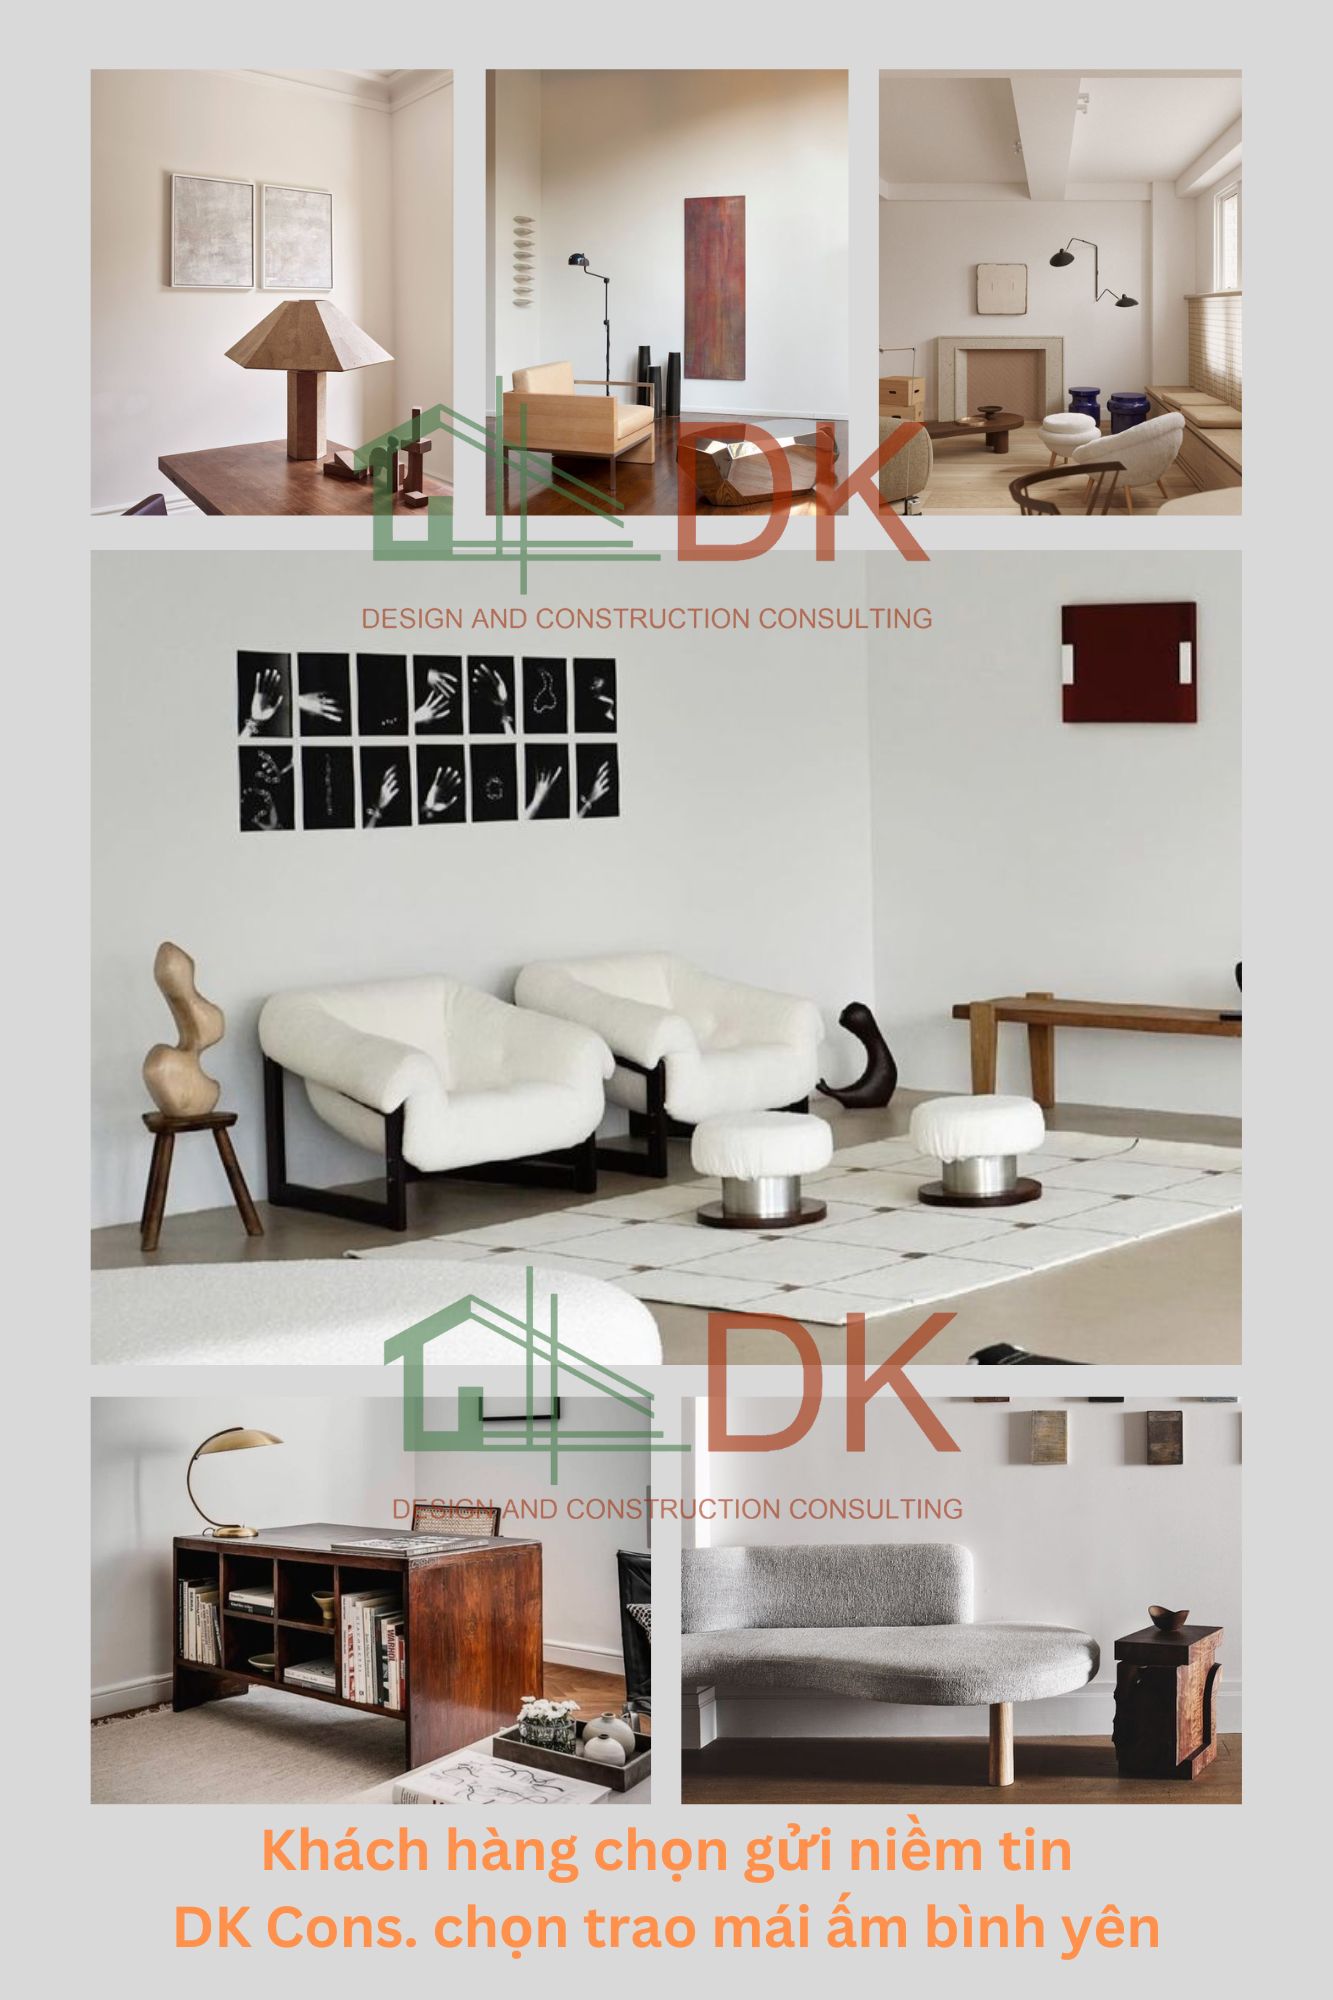 DK
DESIGN AND CONSTRUCTION CONSULTING
DK
DESIGN AND CONSTRUCTION CONSULTING
WARHOL
Khách hàng chọn gửi niềm tin
DK Cons. chọn trao mái ấm bình yên